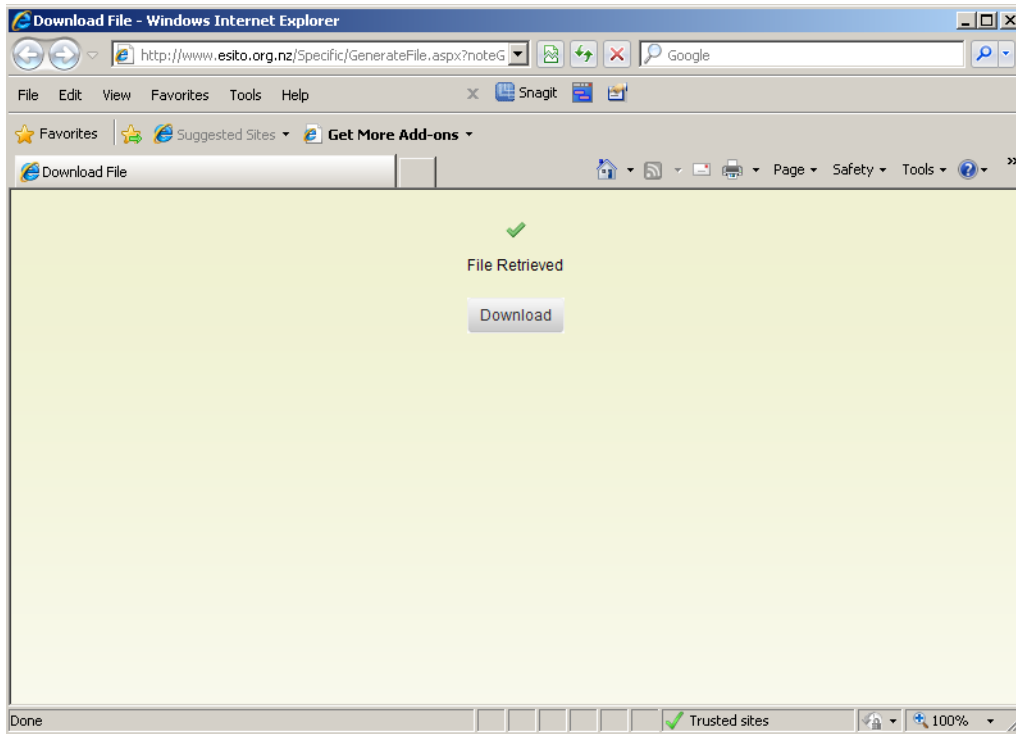 Download File - Windows Internet Explorer
http://www.esito.org.nz/Specific/GenerateFile.aspx?noteG
Google
File Edit View Favorites Tools Help x Snagit
Favorites Suggested Sites Get More Add-ons
Download File
Page Safety Tools »
File Retrieved
Download
Done Trusted sites 100%